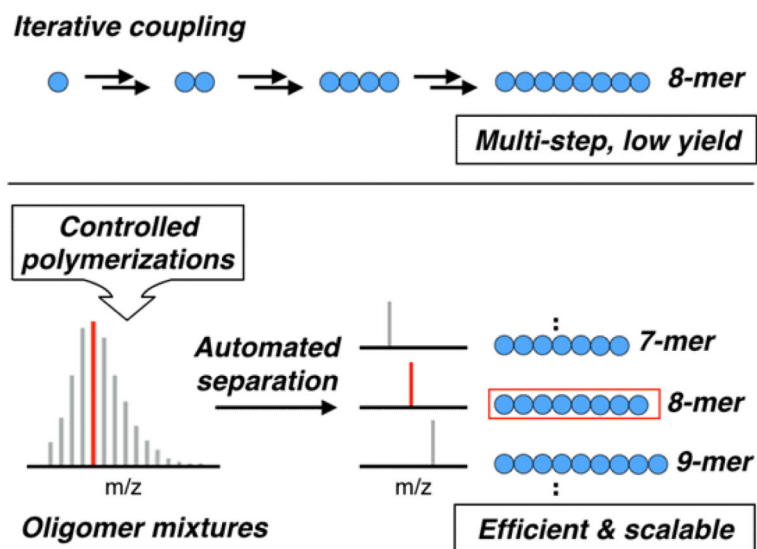 Iterative coupling
8-mer
Multi-step, low yield
Controlled
polymerizations
Automated
separation
7-mer
8-mer
9-mer
m/z
m/z
Oligomer mixtures
Efficient & scalable